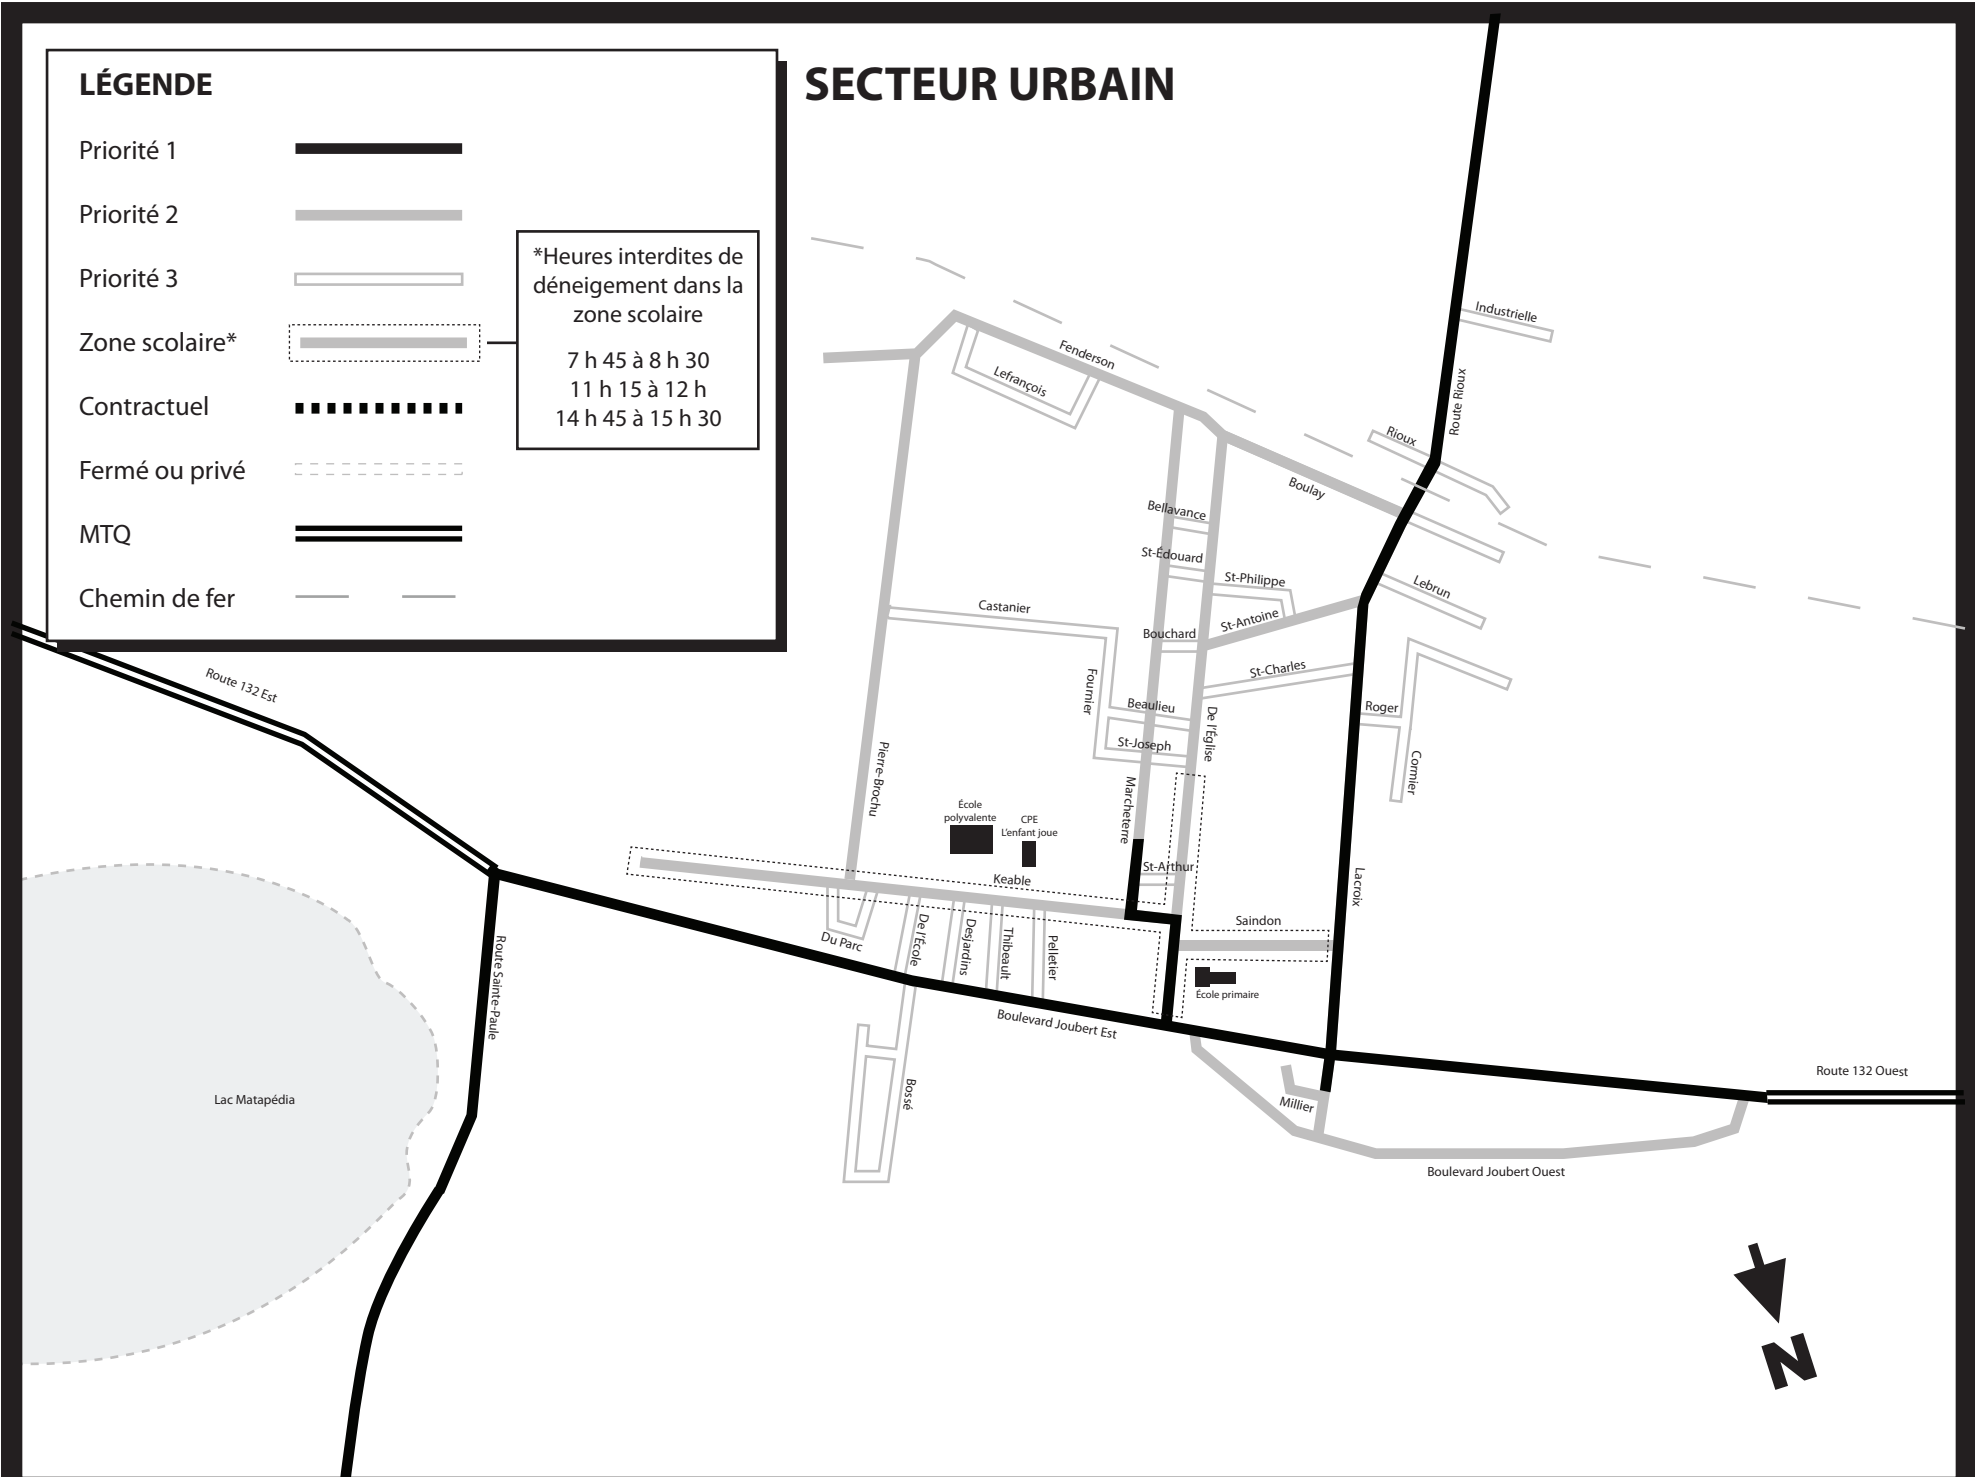 SECTEUR URBAIN
LÉGENDE
Priorité 1
Priorité 2
Priorité 3
Zone scolaire*
Contractuel
Fermé ou privé
MTQ
Chemin de fer
*Heures interdites de
déneigement dans la
zone scolaire
7 h 45 à 8 h 30
11 h 15 à 12 h
14 h 45 à 15 h 30
Industrielle
Fenderson
Lefrançois
Route Rioux
Rioux
Boulay
Bellavance
St-Édouard
St-Philippe
Lebrun
Castanier
St-Antoine
Bouchard
St-Charles
Route 132 Est
Fournier
Beaulieu
Roger
De l'Église
St-Joseph
Pierre-Brochu
Cormier
Marcheterre
École
polyvalente
CPE
L'enfant joue
St-Arthur
Keable
Lacroix
Saindon
Du Parc
De l'École
Desjardins
Thibeault
Pelletier
Route Sainte-Paule
École primaire
Boulevard Joubert Est
Route 132 Ouest
Lac Matapédia
Bossé
Millier
Boulevard Joubert Ouest
N